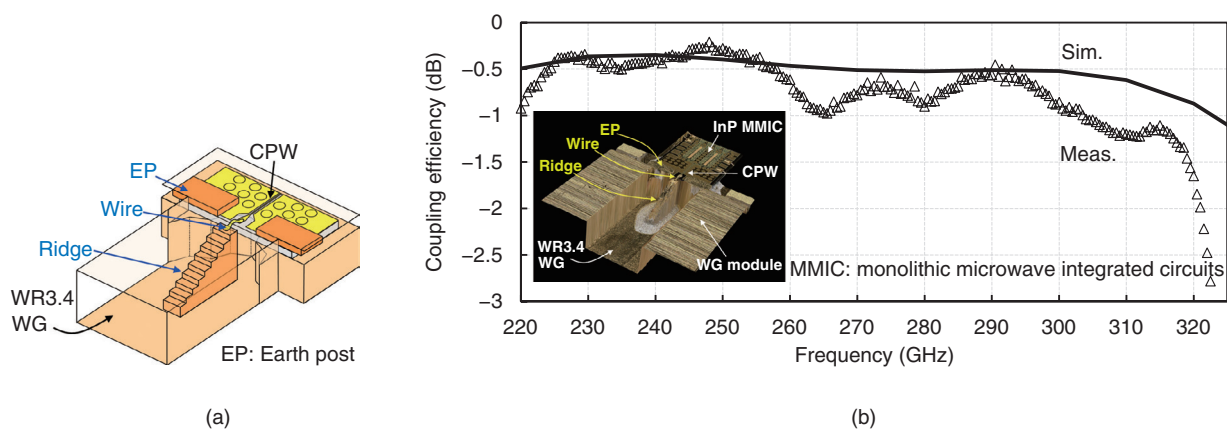 (a)
CPW
EP
Wire
Ridge
WR3.4
WG
EP: Earth post
(b)
Coupling efficiency (dB)
0
−0.5
−1
−1.5
−2
−2.5
−3
Sim.
Meas.
EP
Wire
Ridge
InP MMIC
CPW
WR3.4
WG
WG module
MMIC: monolithic microwave integrated circuits
220 230 240 250 260 270 280 290 300 310 320
Frequency (GHz)
(a)
(b)